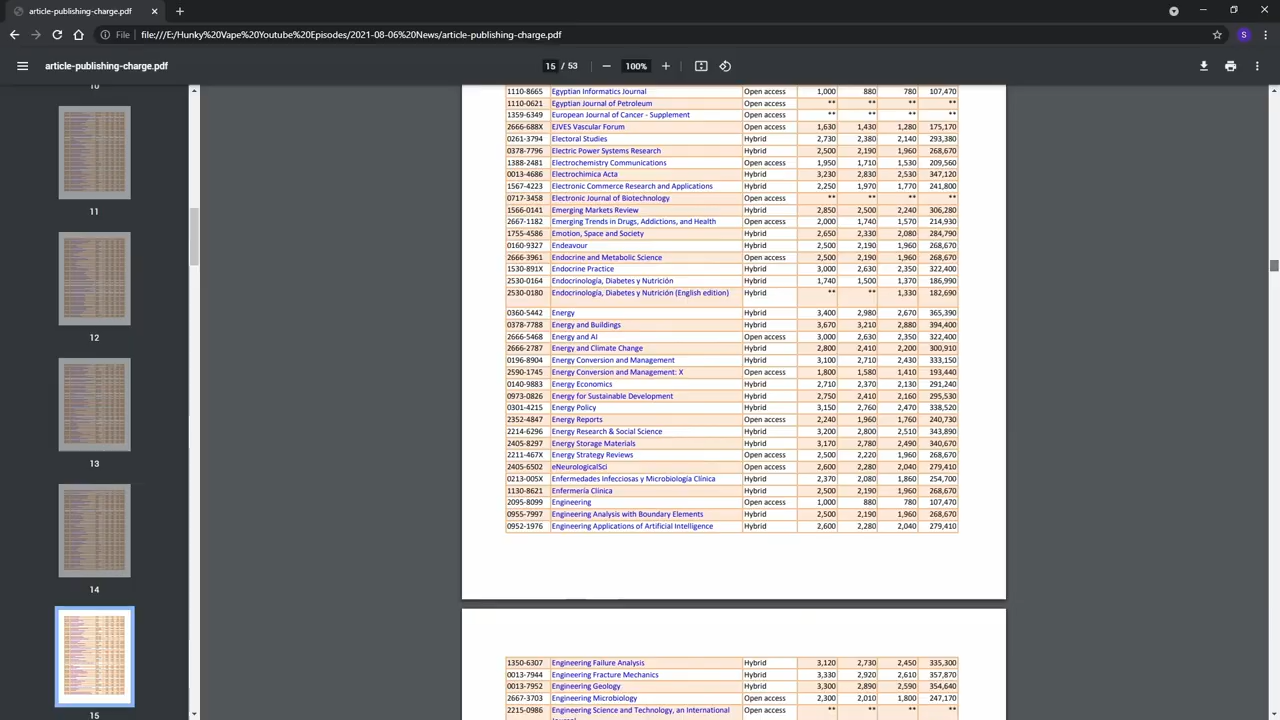 article-publishing-charge.pdf
File file:///E:/Hunky%20Vape%20Youtube%20Episodes/2021-08-06%20News/article-publishing-charge.pdf
S
article-publishing-charge.pdf
15 / 53
100%
10
11
12
13
14
15
1110-8665 Egyptian Informatics Journal Open access 1,000 880 780 107,470
1110-0621 Egyptian Journal of Petroleum Open access ** ** ** **
1359-6349 European Journal of Cancer - Supplement Open access ** ** ** **
2666-688X EJVES Vascular Forum Open access 1,630 1,430 1,280 175,170
0261-3794 Electoral Studies Hybrid 2,730 2,380 2,140 293,380
0378-7796 Electric Power Systems Research Hybrid 2,500 2,190 1,960 268,670
1388-2481 Electrochemistry Communications Open access 1,950 1,710 1,530 209,560
0013-4686 Electrochimica Acta Hybrid 3,230 2,830 2,530 347,120
1567-4223 Electronic Commerce Research and Applications Hybrid 2,250 1,970 1,770 241,800
0717-3458 Electronic Journal of Biotechnology Open access ** ** ** **
1566-0141 Emerging Markets Review Hybrid 2,850 2,500 2,240 306,280
2667-1182 Emerging Trends in Drugs, Addictions, and Health Open access 2,000 1,740 1,570 214,930
1755-4586 Emotion, Space and Society Hybrid 2,650 2,330 2,080 284,790
0160-9327 Endeavour Hybrid 2,500 2,190 1,960 268,670
2666-3961 Endocrine and Metabolic Science Open access 2,500 2,190 1,960 268,670
1530-891X Endocrine Practice Hybrid 3,000 2,630 2,350 322,400
2530-0164 Endocrinología, Diabetes y Nutrición Hybrid 1,740 1,500 1,370 186,990
2530-0180 Endocrinología, Diabetes y Nutrición (English edition) Hybrid ** ** 1,330 182,690
0360-5442 Energy Hybrid 3,400 2,980 2,670 365,390
0378-7788 Energy and Buildings Hybrid 3,670 3,210 2,880 394,400
2666-5468 Energy and AI Open access 3,000 2,630 2,350 322,400
2666-2787 Energy and Climate Change Hybrid 2,800 2,410 2,200 300,910
0196-8904 Energy Conversion and Management Hybrid 3,100 2,710 2,430 333,150
2590-1745 Energy Conversion and Management: X Open access 1,800 1,580 1,410 193,440
0140-9883 Energy Economics Hybrid 2,710 2,370 2,130 291,240
0973-0826 Energy for Sustainable Development Hybrid 2,750 2,410 2,160 295,530
0301-4215 Energy Policy Hybrid 3,150 2,760 2,470 338,520
2352-4847 Energy Reports Open access 2,240 1,960 1,760 240,730
2214-6296 Energy Research & Social Science Hybrid 3,200 2,800 2,510 343,890
2405-8297 Energy Storage Materials Hybrid 3,170 2,780 2,490 340,670
2211-467X Energy Strategy Reviews Open access 2,500 2,220 1,960 268,670
2405-6502 eNeurologicalSci Open access 2,600 2,280 2,040 279,410
0213-005X Enfermedades Infecciosas y Microbiología Clínica Hybrid 2,370 2,080 1,860 254,700
1130-8621 Enfermería Clínica Hybrid 2,500 2,190 1,960 268,670
2095-8099 Engineering Open access 1,000 880 780 107,470
0955-7997 Engineering Analysis with Boundary Elements Hybrid 2,500 2,190 1,960 268,670
0952-1976 Engineering Applications of Artificial Intelligence Hybrid 2,600 2,280 2,040 279,410
1350-6307 Engineering Failure Analysis Hybrid 3,120 2,730 2,450 335,300
0013-7944 Engineering Fracture Mechanics Hybrid 3,330 2,920 2,610 357,870
0013-7952 Engineering Geology Hybrid 3,300 2,890 2,590 354,640
2667-3703 Engineering Microbiology Open access 2,300 2,010 1,800 247,170
2215-0986 Engineering Science and Technology, an International Open access ** ** ** **